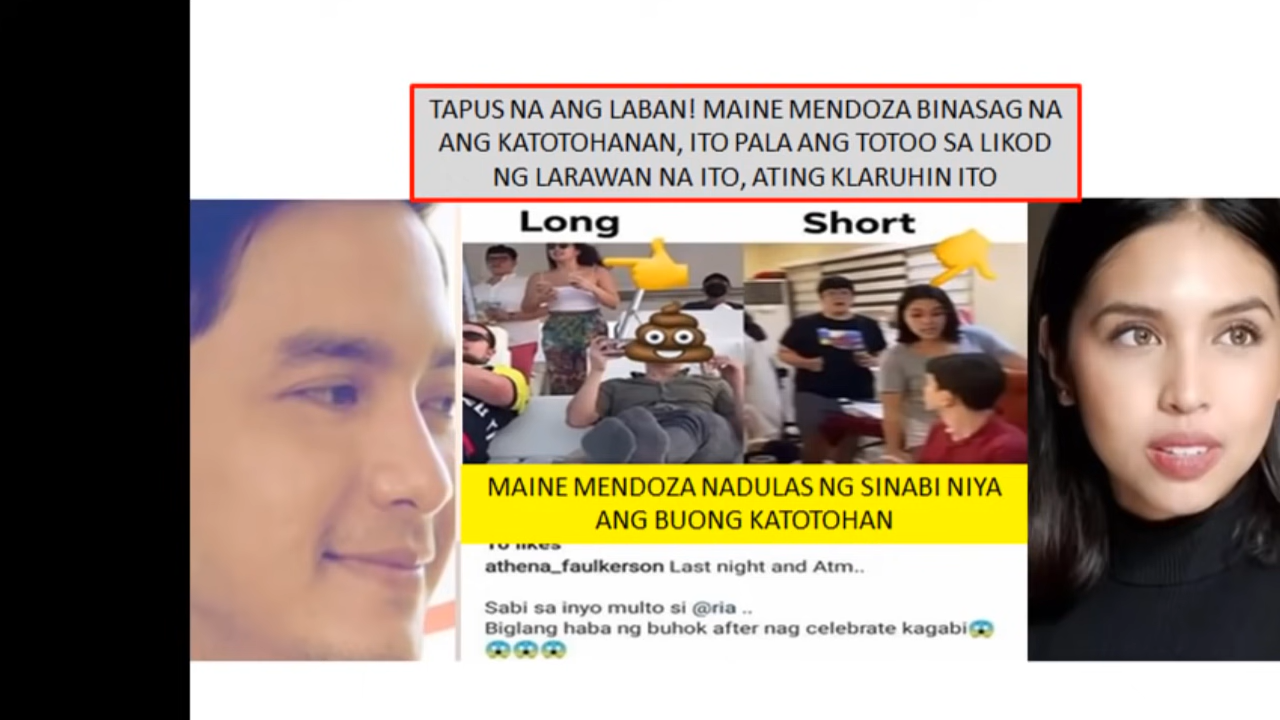 TAPUS NA ANG LABAN! MAINE MENDOZA BINASAG NA
ANG KATOTOHANAN, ITO PALA ANG TOTOO SA LIKOD
NG LARAWAN NA ITO, ATING KLARUHIN ITO
Long
Short
MAINE MENDOZA NADULAS NG SINABI NIYA
ANG BUONG KATOTOHAN
likes
athena_faulkerson Last night and Atm..
Sabi sa inyo multo si @ria ..
Biglang haba ng buhok after nag celebrate kagabi😱
😱😱😱